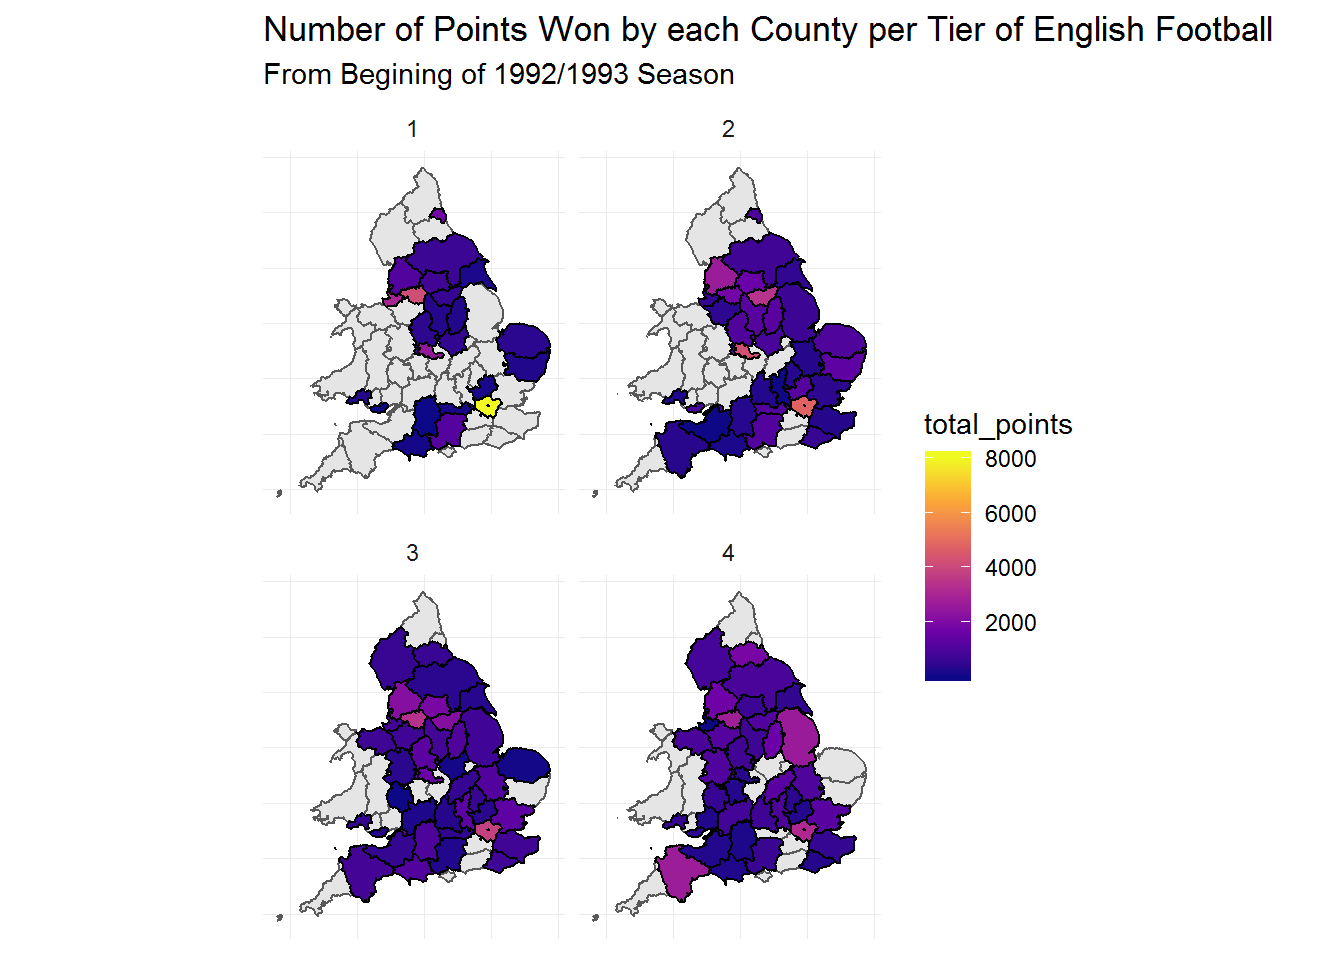 Number of Points Won by each County per Tier of English Football
From Begining of 1992/1993 Season
1
2
3
4
total_points
8000
6000
4000
2000